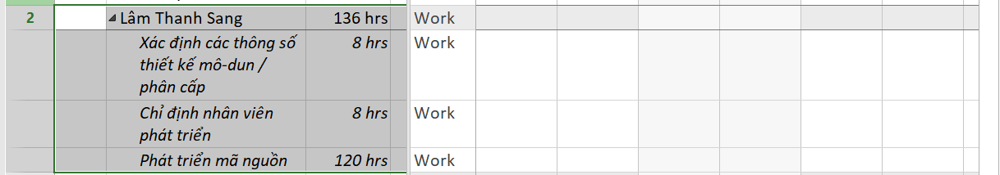 2 Lâm Thanh Sang 136 hrs Work
Xác định các thông số 8 hrs Work
thiết kế mô-dun /
phân cấp
Chỉ định nhân viên 8 hrs Work
phát triển
Phát triển mã nguồn 120 hrs Work